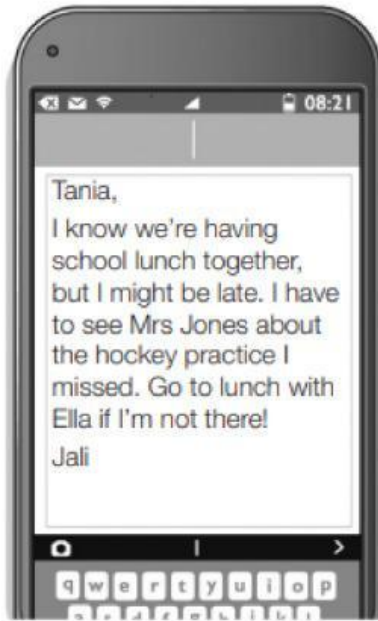 08:21
Tania,
I know we're having
school lunch together,
but I might be late. I have
to see Mrs Jones about
the hockey practice I
missed. Go to lunch with
Ella if I'm not there!
Jali
q w e r t y u i o p
a s d f g h j k l